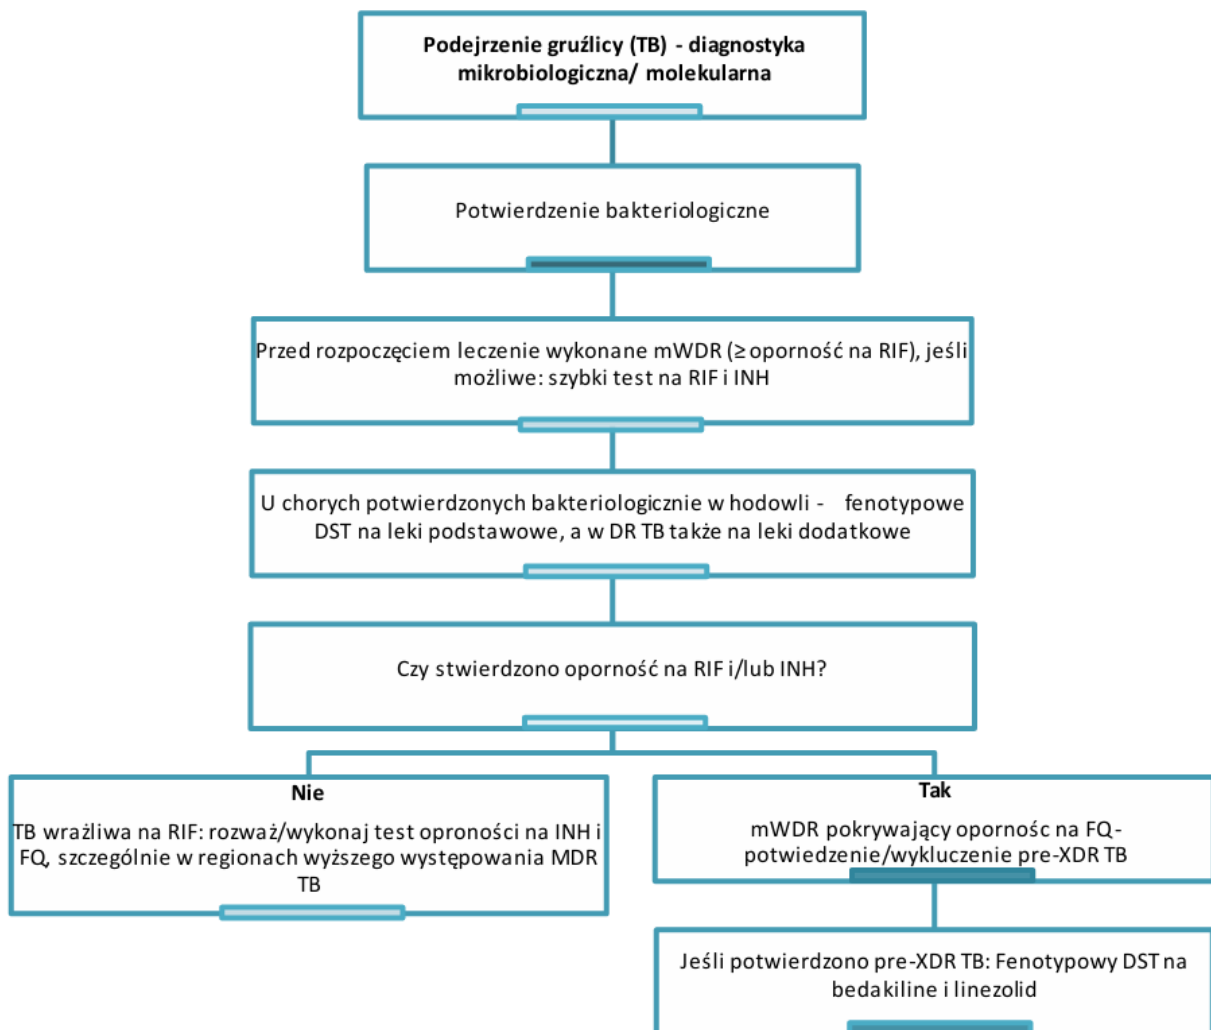 Podejrzenie gruźlicy (TB) - diagnostyka
mikrobiologiczna/ molekularna
Potwierdzenie bakteriologiczne
Przed rozpoczęciem leczenie wykonane mWDR (≥ oporność na RIF), jeśli
możliwe: szybki test na RIF i INH
U chorych potwierdzonych bakteriologicznie w hodowli - fenotypowe
DST na leki podstawowe, a w DR TB także na leki dodatkowe
Czy stwierdzono oporność na RIF i/lub INH?
Nie
TB wrażliwa na RIF: rozważ/wykonaj test oproności na INH i
FQ, szczególnie w regionach wyższego występowania MDR
TB
Tak
mWDR pokrywający opornośc na FQ-
potwiedzenie/wykluczenie pre-XDR TB
Jeśli potwierdzono pre-XDR TB: Fenotypowy DST na
bedakiline i linezolid